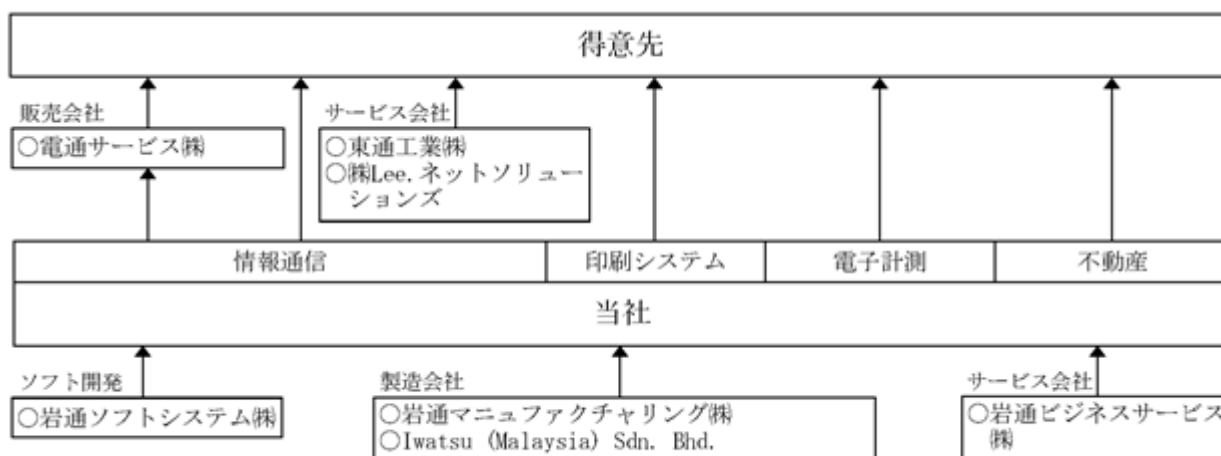 得意先
販売会社
○電通サービス㈱
サービス会社
○東通工業㈱
○㈱Lee.ネットソリュー
ションズ
情報通信
印刷システム
電子計測
不動産
当社
ソフト開発
○岩通ソフトシステム㈱
製造会社
○岩通マニュファクチャリング㈱
○Iwatsu (Malaysia) Sdn. Bhd.
サービス会社
○岩通ビジネスサービス
㈱